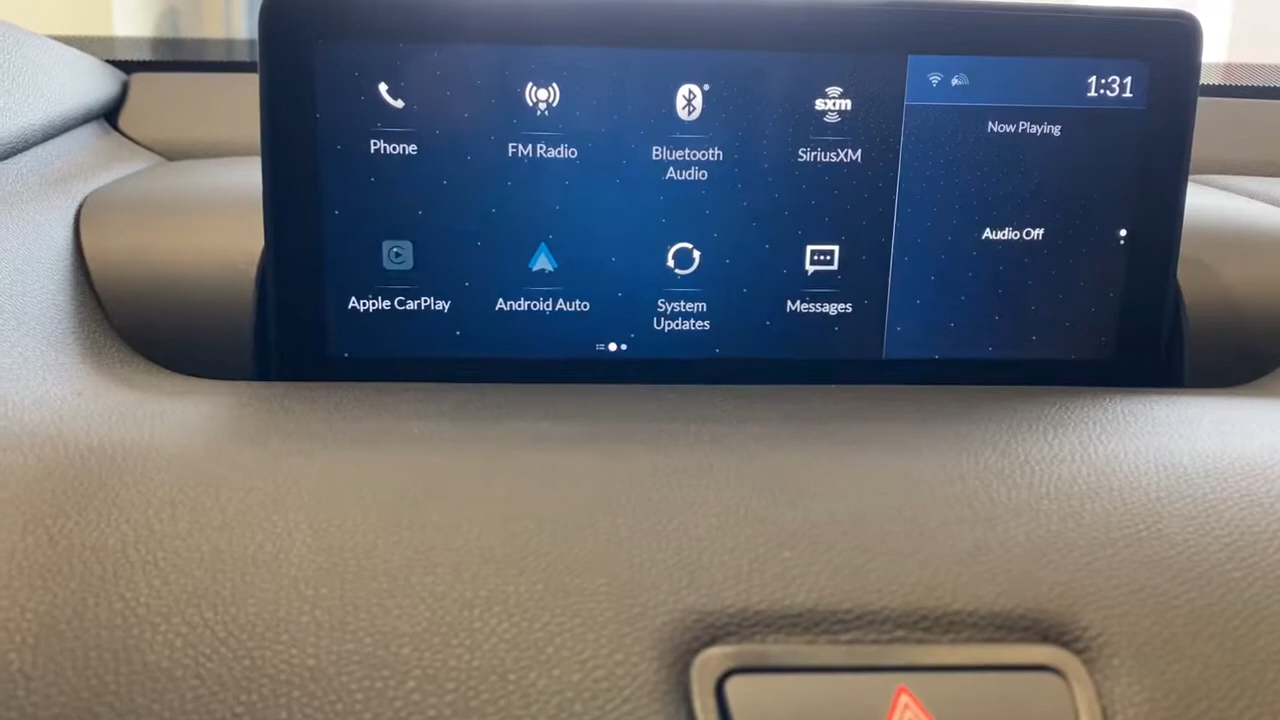 Phone
FM Radio
Bluetooth
Audio
sxm
SiriusXM
Apple CarPlay
Android Auto
System
Updates
Messages
1:31
Now Playing
Audio Off